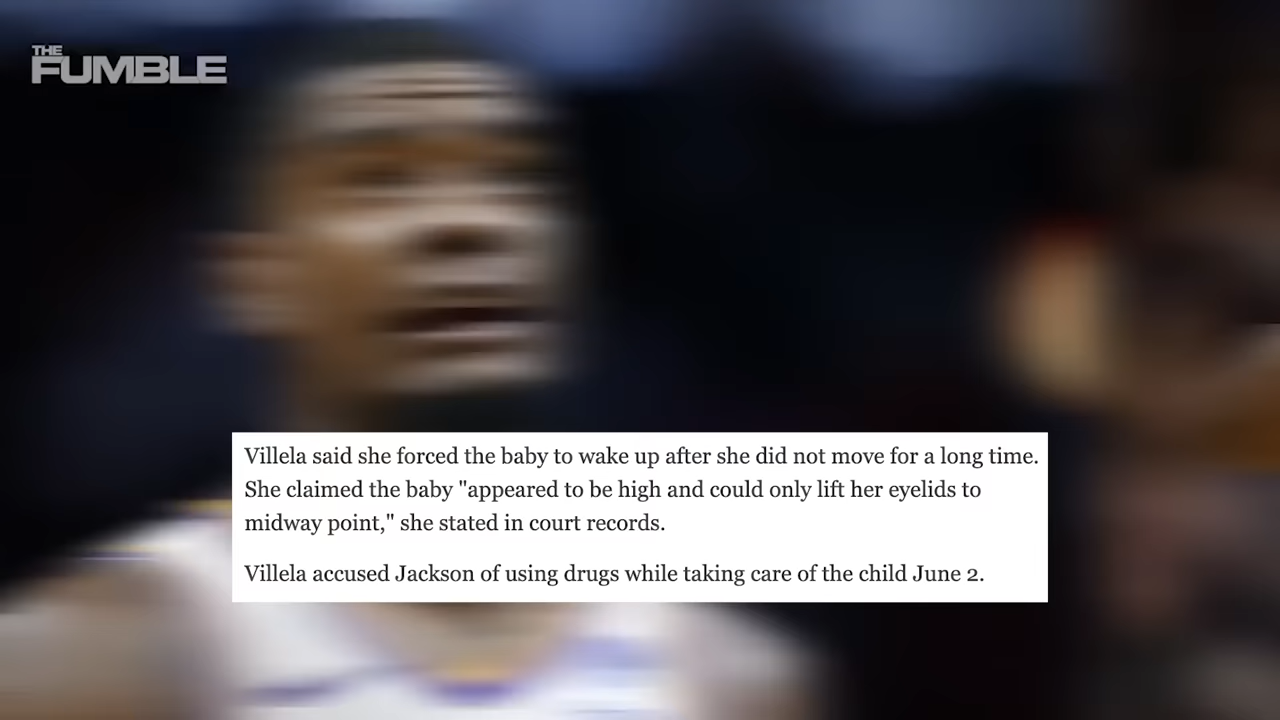 THE
FUMBLE
Villela said she forced the baby to wake up after she did not move for a long time.
She claimed the baby "appeared to be high and could only lift her eyelids to
midway point," she stated in court records.
Villela accused Jackson of using drugs while taking care of the child June 2.